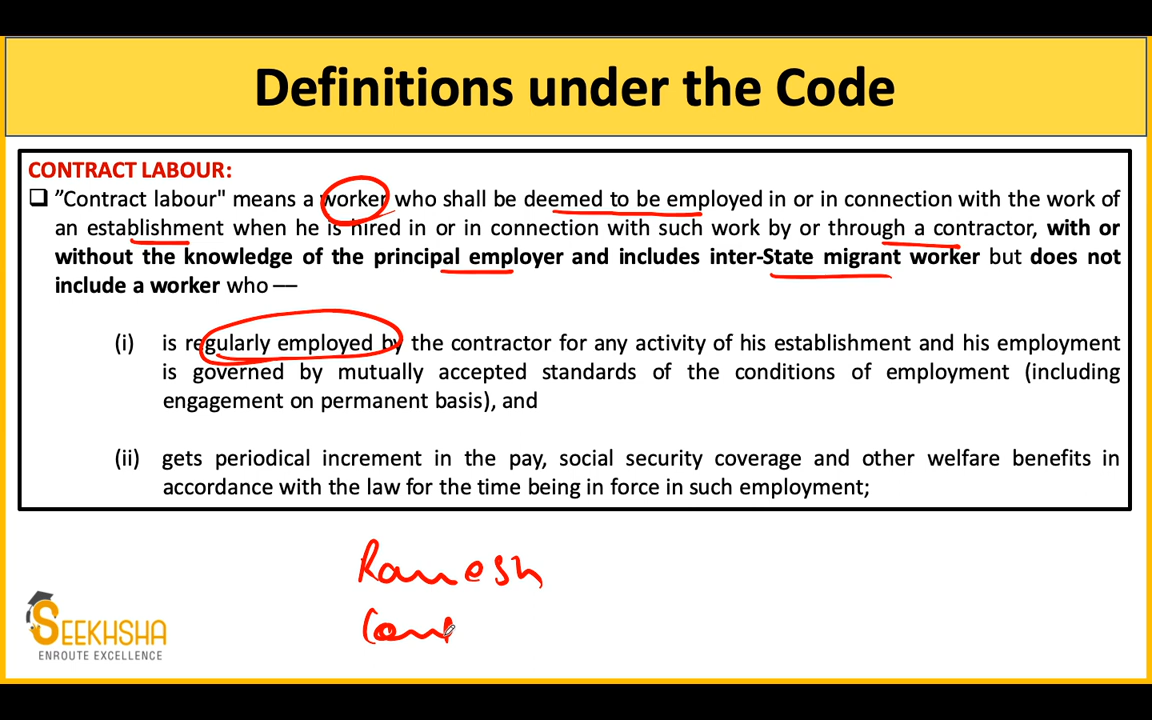 Definitions under the Code
CONTRACT LABOUR:
❑ ”Contract labour" means a worker who shall be deemed to be employed in or in connection with the work of
an establishment when he is hired in or in connection with such work by or through a contractor, with or
without the knowledge of the principal employer and includes inter-State migrant worker but does not
include a worker who —
(i) is regularly employed by the contractor for any activity of his establishment and his employment
is governed by mutually accepted standards of the conditions of employment (including
engagement on permanent basis), and
(ii) gets periodical increment in the pay, social security coverage and other welfare benefits in
accordance with the law for the time being in force in such employment;
Ramesh
SEEKHSHA
ENROUTE EXCELLENCE